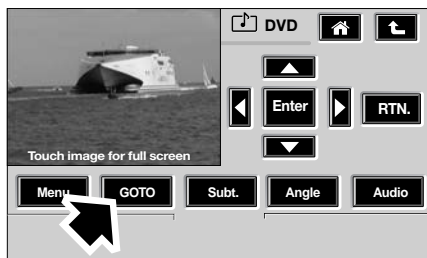 DVD
Enter
RTN.
Touch image for full screen
Menu GOTO Subt. Angle Audio